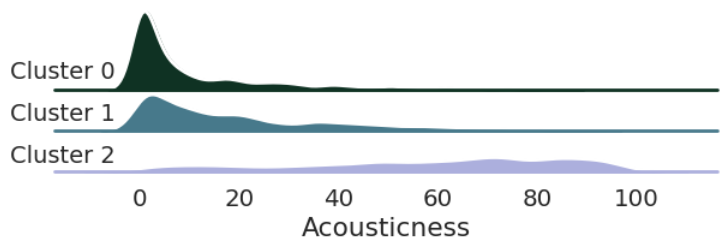 Cluster 0
Cluster 1
Cluster 2
0 20 40 60 80 100
Acousticness